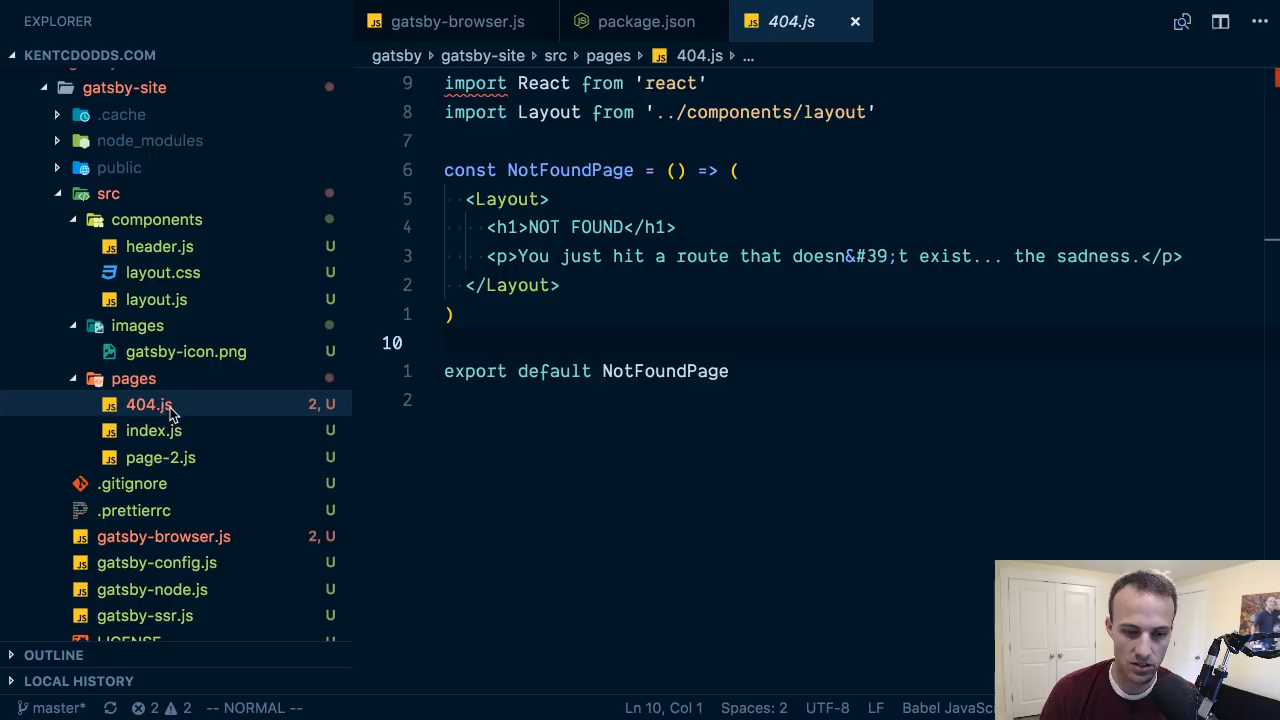 EXPLORER
KENTCDODDS.COM
gatsby-site
.cache
node_modules
public
src
components
header.js U
layout.css U
layout.js U
images
gatsby-icon.png U
pages
404.js 2, U
index.js U
page-2.js U
.gitignore U
.prettierrc U
gatsby-browser.js 2, U
gatsby-config.js U
gatsby-node.js U
gatsby-ssr.js U
LICENSE U
OUTLINE
LOCAL HISTORY
gatsby-browser.js package.json 404.js ×
gatsby › gatsby-site › src › pages › 404.js › ...
9 import React from 'react'
8 import Layout from '../components/layout'
7
6 const NotFoundPage = () => (
5 <Layout>
4 <h1>NOT FOUND</h1>
3 <p>You just hit a route that doesn&#39;t exist... the sadness.</p>
2 </Layout>
1 )
10
1 export default NotFoundPage
2
master* 2 2 -- NORMAL -- Ln 10, Col 1 Spaces: 2 UTF-8 LF Babel JavaSc